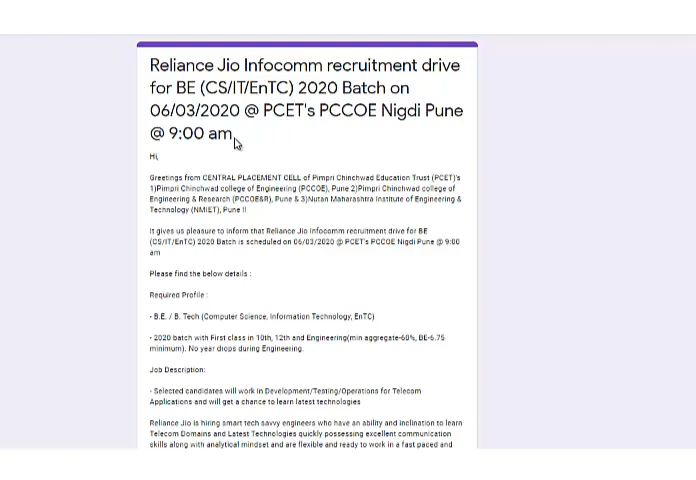 Reliance Jio Infocomm recruitment drive
for BE (CS/IT/EnTC) 2020 Batch on
06/03/2020 @ PCET's PCCOE Nigdi Pune
@ 9:00 am
Hi,
Greetings from CENTRAL PLACEMENT CELL of Pimpri Chinchwad Education Trust (PCET)'s
1)Pimpri Chinchwad college of Engineering (PCCOE), Pune 2)Pimpri Chinchwad college of
Engineering & Research (PCCOE&R), Pune & 3)Nutan Maharashtra Institute of Engineering &
Technology (NMIET), Pune !!
It gives us pleasure to inform that Reliance Jio Infocomm recruitment drive for BE
(CS/IT/EnTC) 2020 Batch is scheduled on 06/03/2020 @ PCET's PCCOE Nigdi Pune @ 9:00
am
Please find the below details :
Required Profile :
- B.E. / B. Tech (Computer Science, Information Technology, EnTC)
- 2020 batch with First class in 10th, 12th and Engineering(min aggregate-60%, BE-6.75
minimum). No year drops during Engineering.
Job Description:
- Selected candidates will work in Development/Testing/Operations for Telecom
Applications and will get a chance to learn latest technologies
Reliance Jio is hiring smart tech savvy engineers who have an ability and inclination to learn
Telecom Domains and Latest Technologies quickly possessing excellent communication
skills along with analytical mindset and are flexible and ready to work in a fast paced and